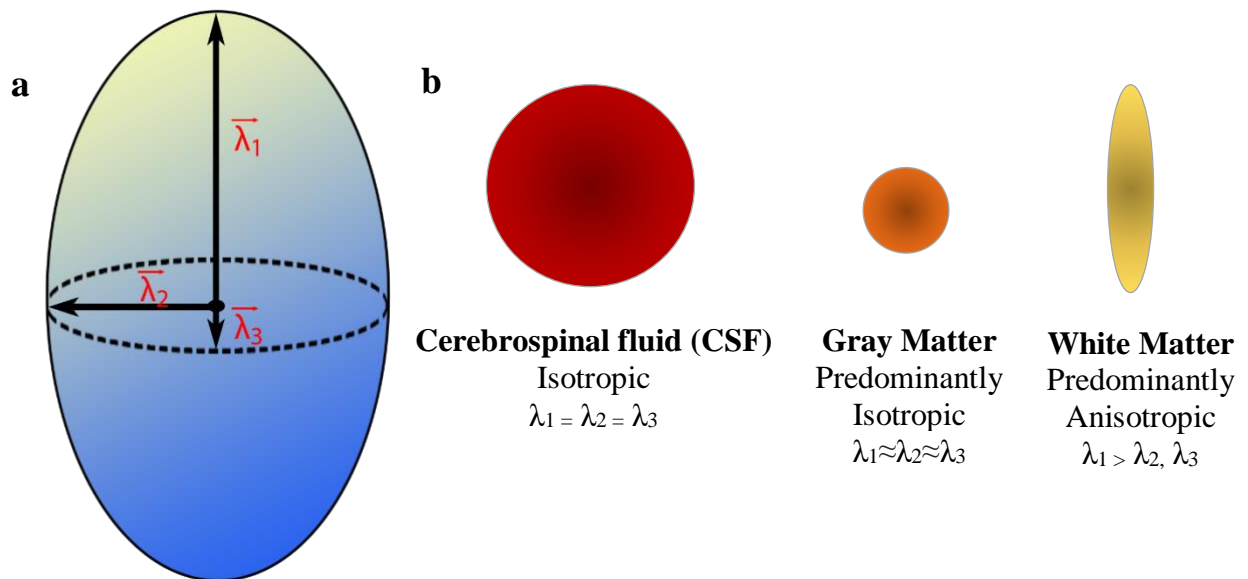 a
λ₁
λ₂
λ₃
b
Cerebrospinal fluid (CSF)
Isotropic
λ₁ = λ₂ = λ₃
Gray Matter
Predominantly
Isotropic
λ₁≈λ₂≈λ₃
White Matter
Predominantly
Anisotropic
λ₁ > λ₂, λ₃